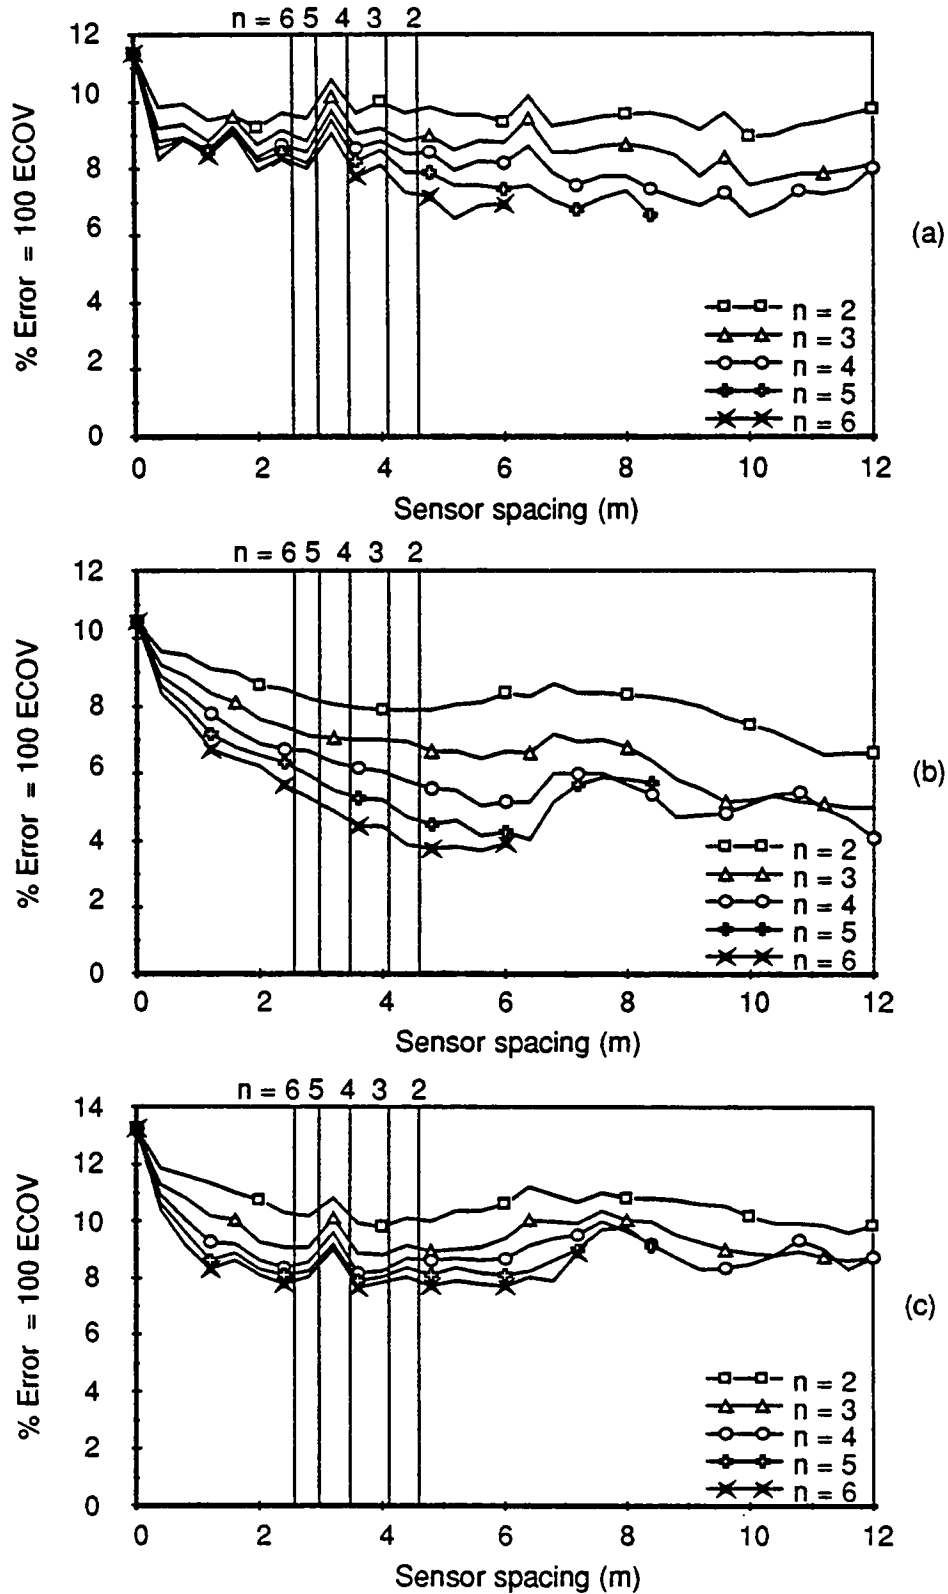 n = 6 5 4 3 2
12
10
8
6
4
2
0
% Error = 100 ECOV
0 2 4 6 8 10 12
Sensor spacing (m)
n = 2
n = 3
n = 4
n = 5
n = 6
(a)
n = 6 5 4 3 2
12
10
8
6
4
2
0
% Error = 100 ECOV
0 2 4 6 8 10 12
Sensor spacing (m)
n = 2
n = 3
n = 4
n = 5
n = 6
(b)
n = 6 5 4 3 2
14
12
10
8
6
4
2
0
% Error = 100 ECOV
0 2 4 6 8 10 12
Sensor spacing (m)
n = 2
n = 3
n = 4
n = 5
n = 6
(c)